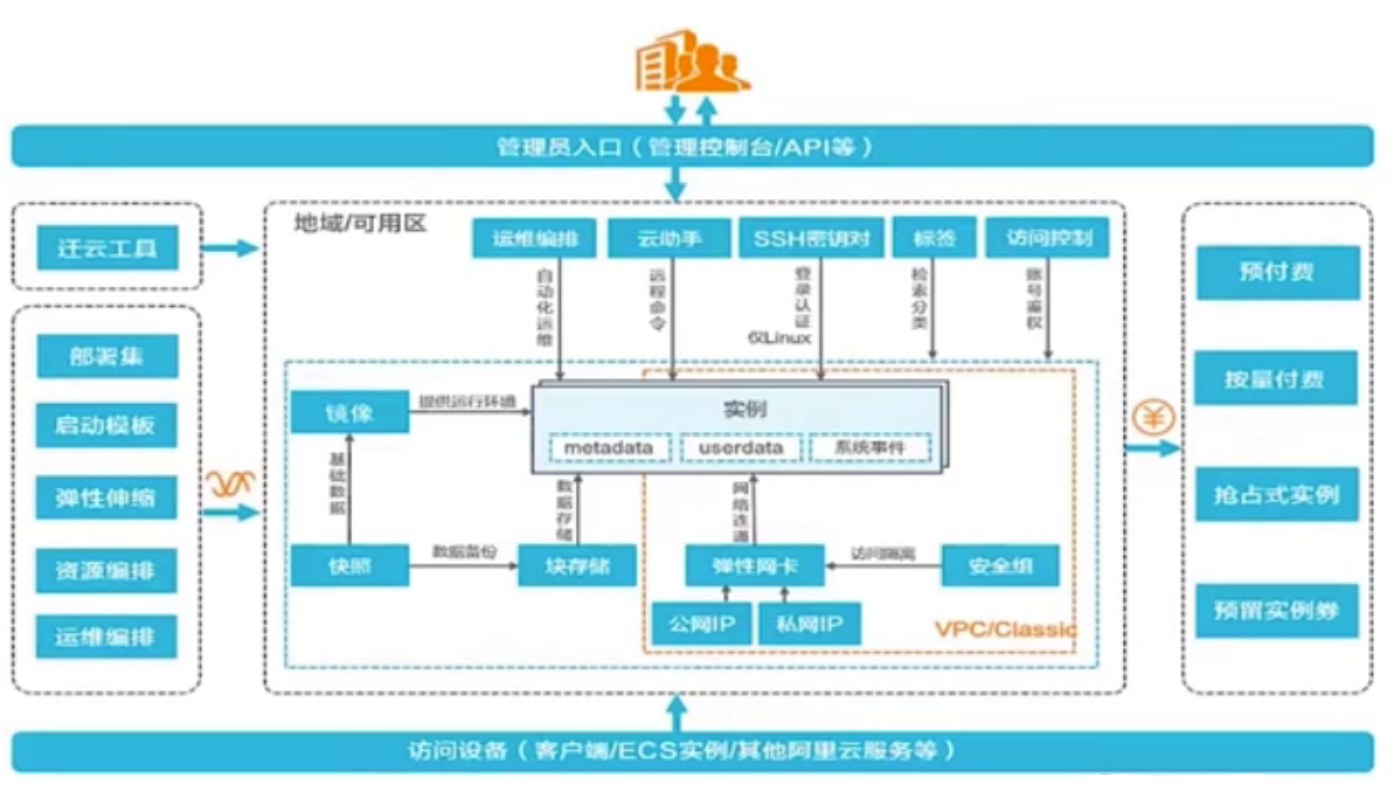 管理员入口（管理控制台/API等）
迁云工具
部署集
启动模板
弹性伸缩
资源编排
运维编排
地域/可用区
运维编排
云助手
SSH密钥对
标签
访问控制
自动化运维
远程命令
登录认证
仅Linux
检索分类
账号鉴权
镜像
提供运行环境
实例
metadata
userdata
系统事件
基础数据
数据存储
网络连通
快照
数据备份
块存储
弹性网卡
访问隔离
安全组
公网IP
私网IP
VPC/Classic
¥
预付费
按量付费
抢占式实例
预留实例券
访问设备（客户端/ECS实例/其他阿里云服务等）